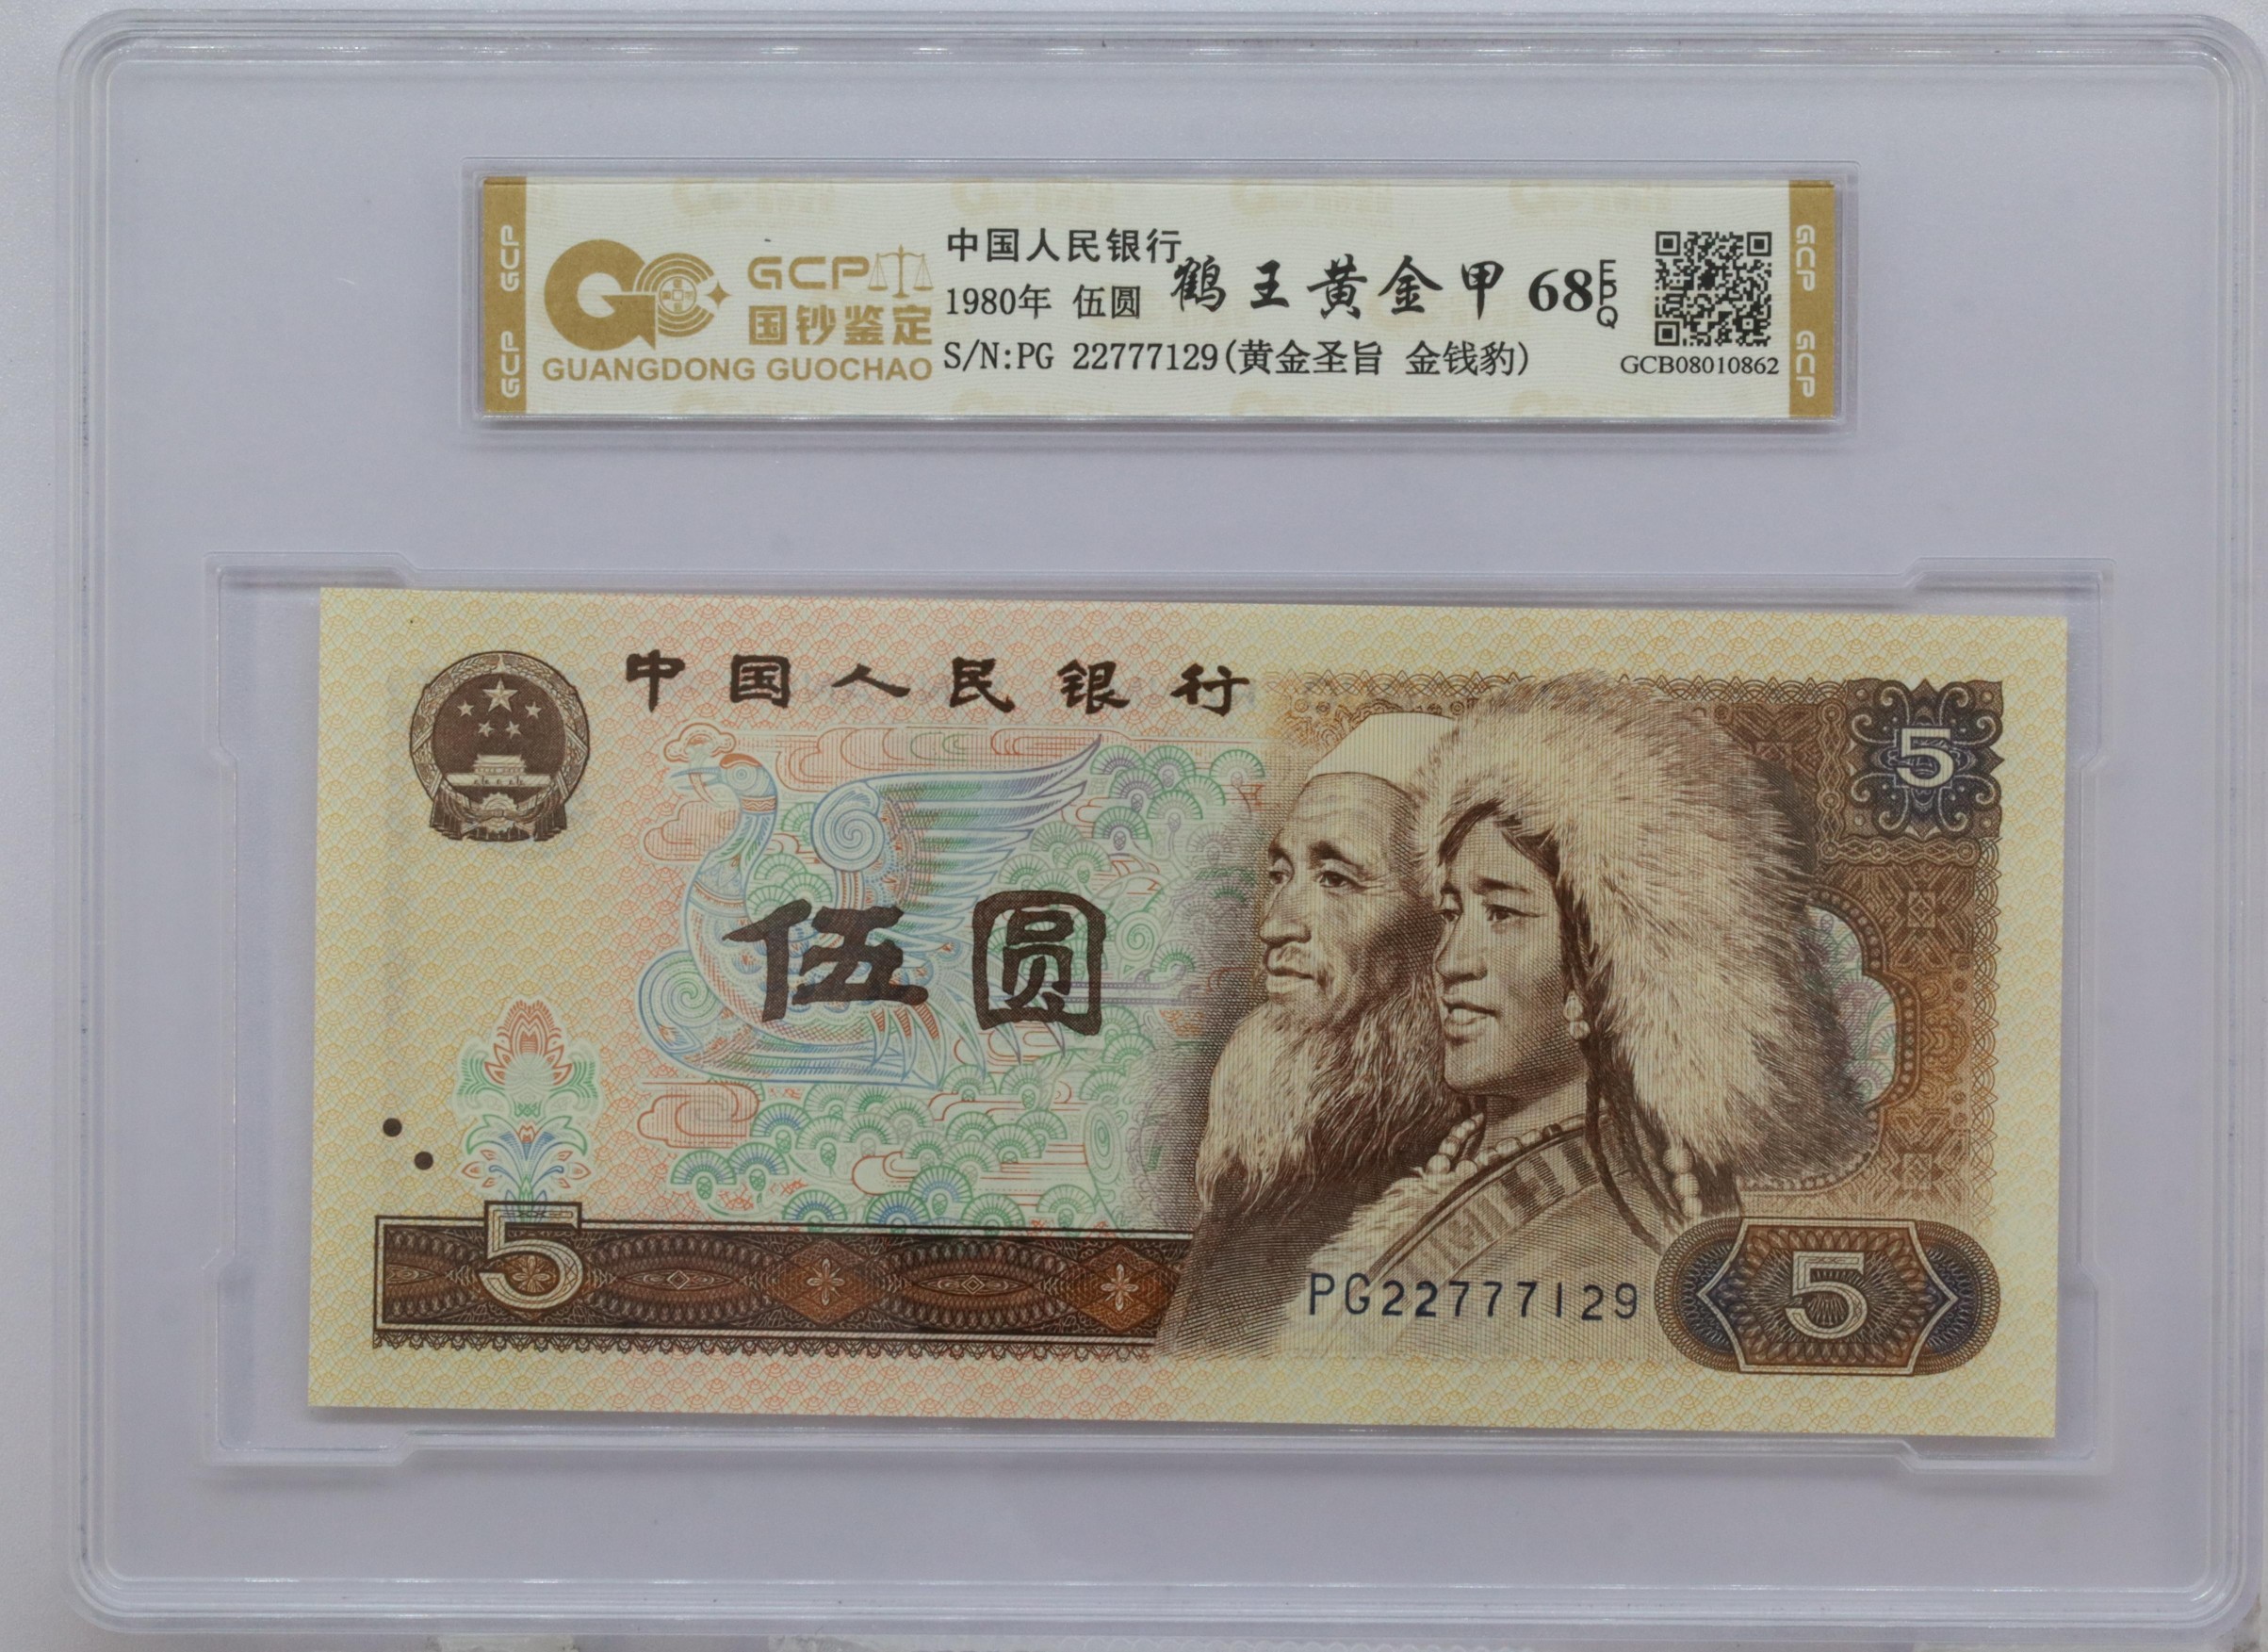 GCP GCP
GCP
国钞鉴定
GUANGDONG GUOCHAO
中国人民银行
1980年 伍圆
鹤王黄金甲 68 EPQ
S/N:PG 22777129(黄金圣旨 金钱豹)
GCB08010862
GCP GCP
中国人民银行
5
伍圆
5
PG22777129
5